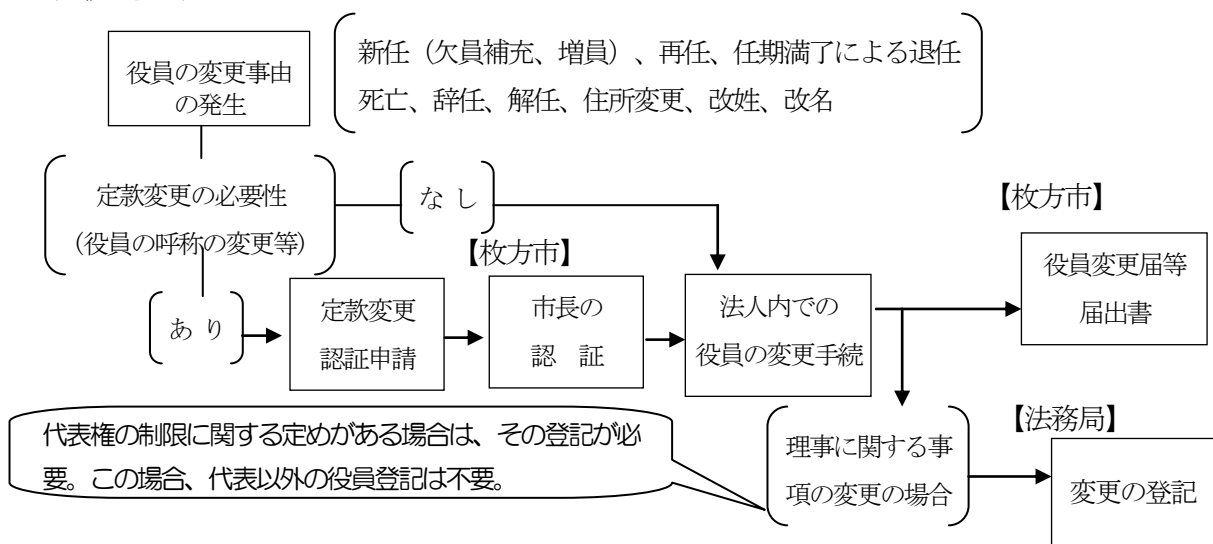 役員の変更事由
の発生
新任（欠員補充、増員）、再任、任期満了による退任
死亡、辞任、解任、住所変更、改姓、改名
定款変更の必要性
（役員の呼称の変更等）
なし
あり
定款変更
認証申請
【枚方市】
市長の
認 証
法人内での
役員の変更手続
【枚方市】
役員変更届等
届出書
代表権の制限に関する定めがある場合は、その登記が必
要。この場合、代表以外の役員登記は不要。
理事に関する事
項の変更の場合
【法務局】
変更の登記